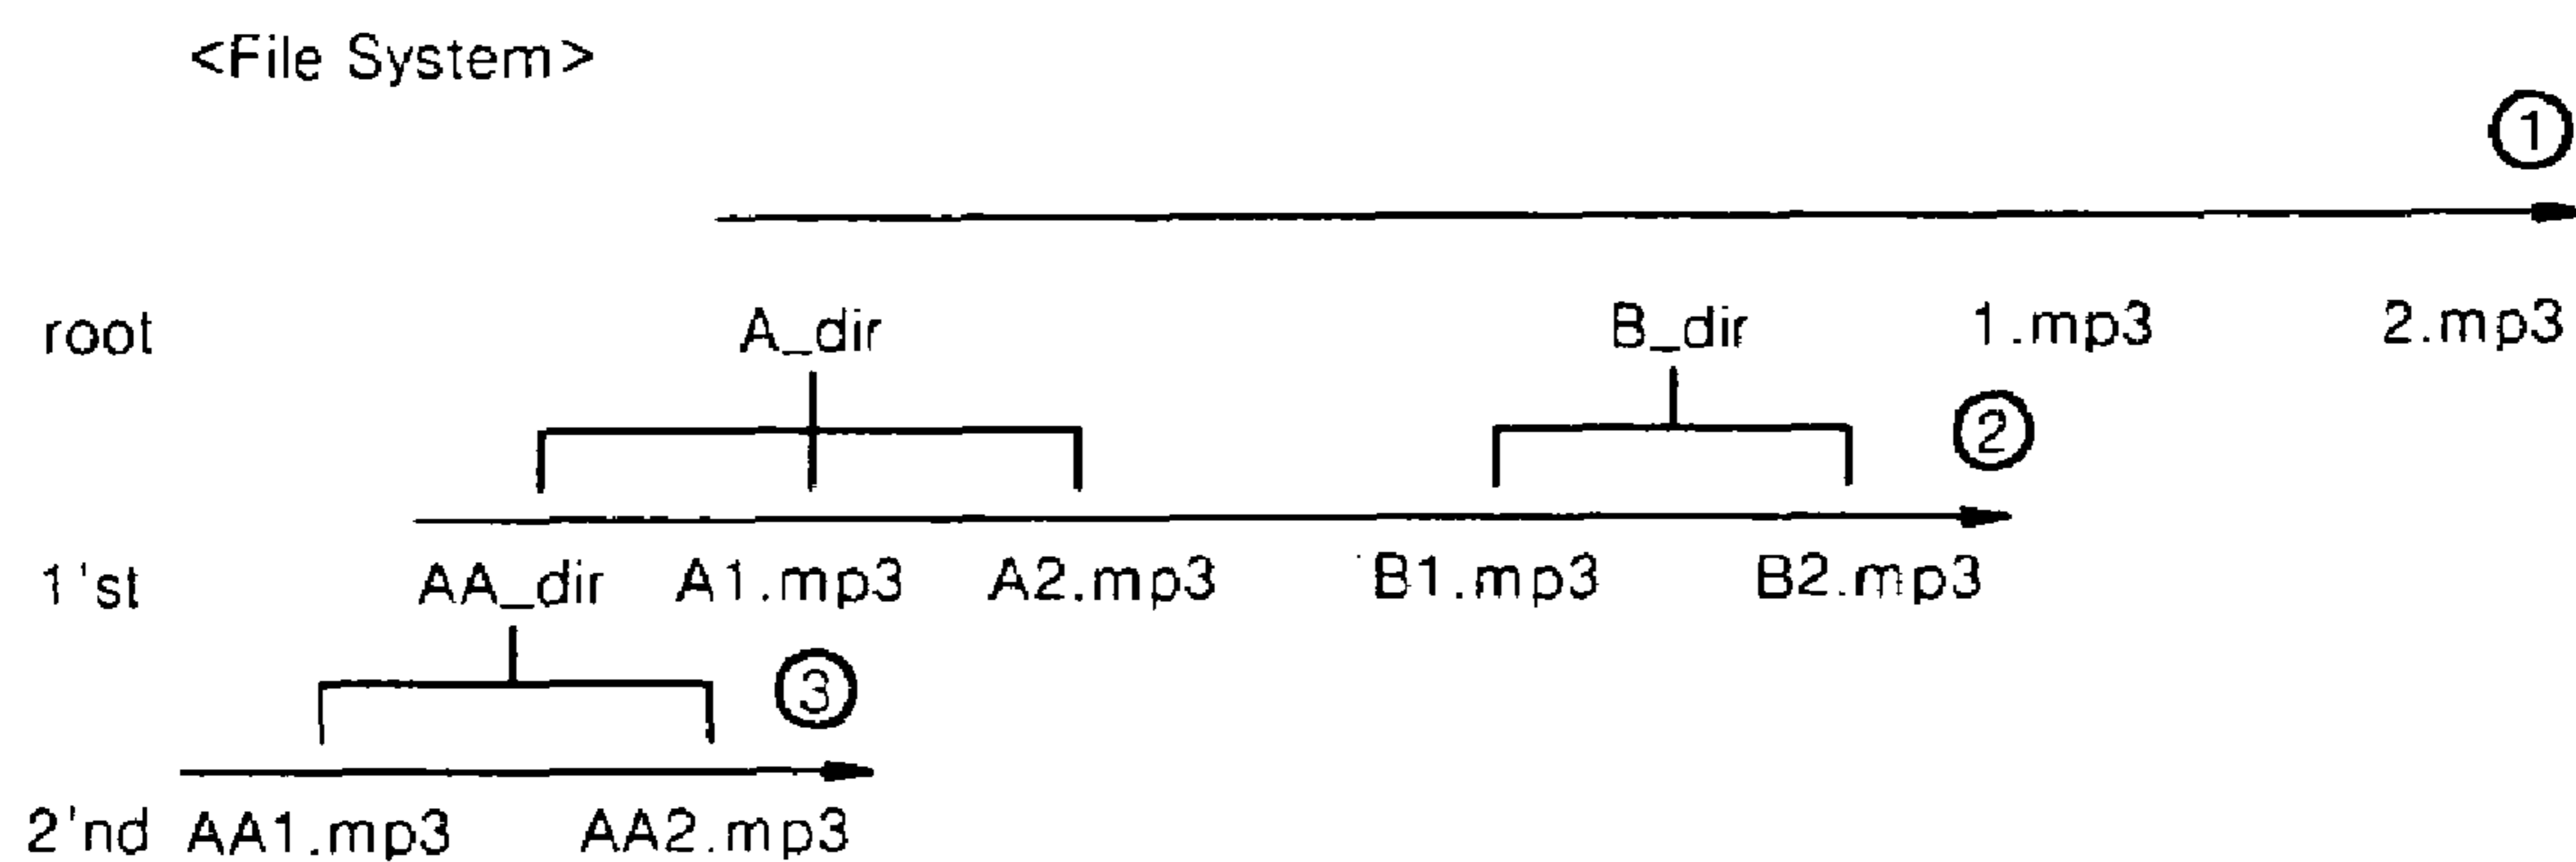 <File System>
①
root A_dir B_dir 1.mp3 2.mp3
②
1'st AA_dir A1.mp3 A2.mp3 B1.mp3 B2.mp3
③
2'nd AA1.mp3 AA2.mp3